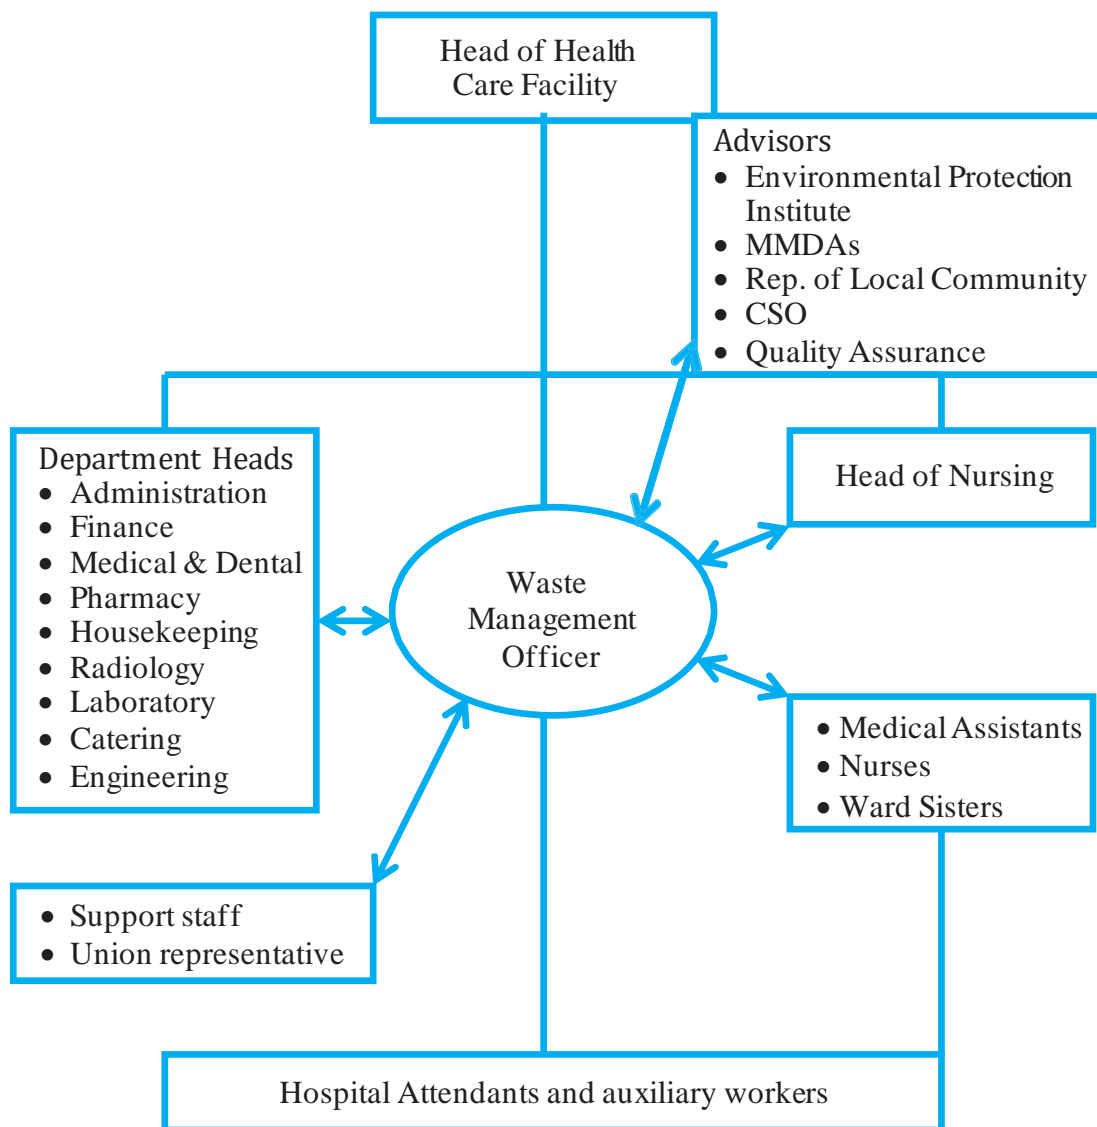 Head of Health
Care Facility
Advisors
• Environmental Protection
Institute
• MMDAs
• Rep. of Local Community
• CSO
• Quality Assurance
Department Heads
• Administration
• Finance
• Medical & Dental
• Pharmacy
• Housekeeping
• Radiology
• Laboratory
• Catering
• Engineering
Head of Nursing
Waste
Management
Officer
• Medical Assistants
• Nurses
• Ward Sisters
• Support staff
• Union representative
Hospital Attendants and auxiliary workers